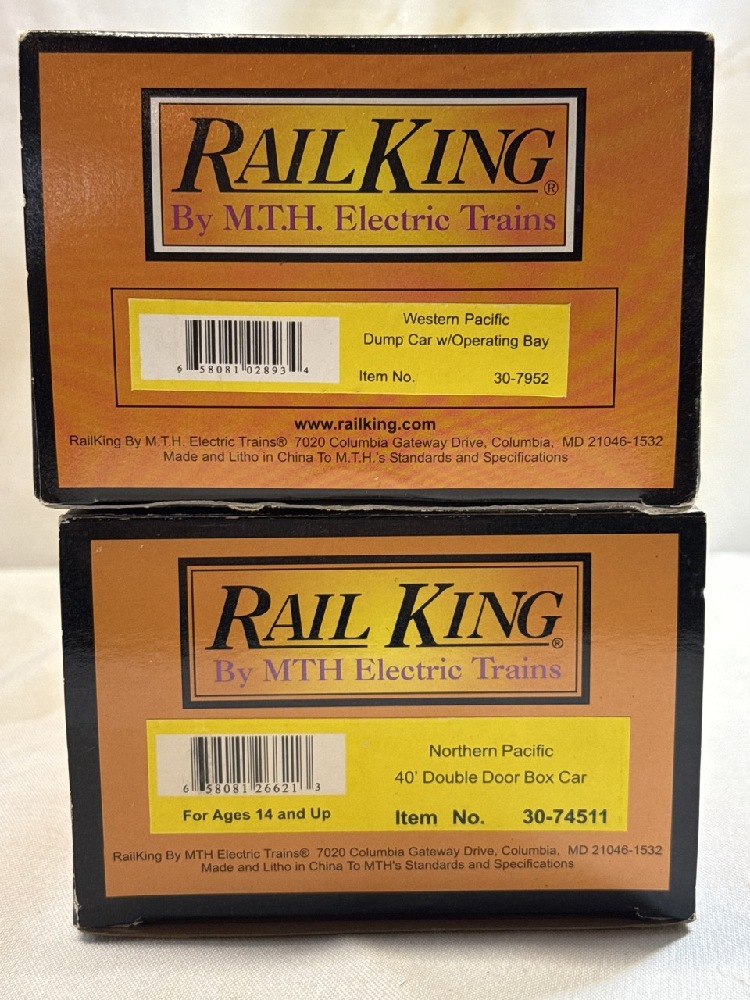 RAILKING®
By M.T.H. Electric Trains
Western Pacific
Dump Car w/Operating Bay
6 58081 02893 4
Item No. 30-7952
www.railking.com
RailKing By M.T.H. Electric Trains® 7020 Columbia Gateway Drive, Columbia, MD 21046-1532
Made and Litho in China To M.T.H.'s Standards and Specifications
RAIL KING®
By MTH Electric Trains
Northern Pacific
40' Double Door Box Car
6 58081 26621 3
For Ages 14 and Up
Item No. 30-74511
RailKing By MTH Electric Trains® 7020 Columbia Gateway Drive, Columbia, MD 21046-1532
Made and Litho in China To MTH's Standards and Specifications